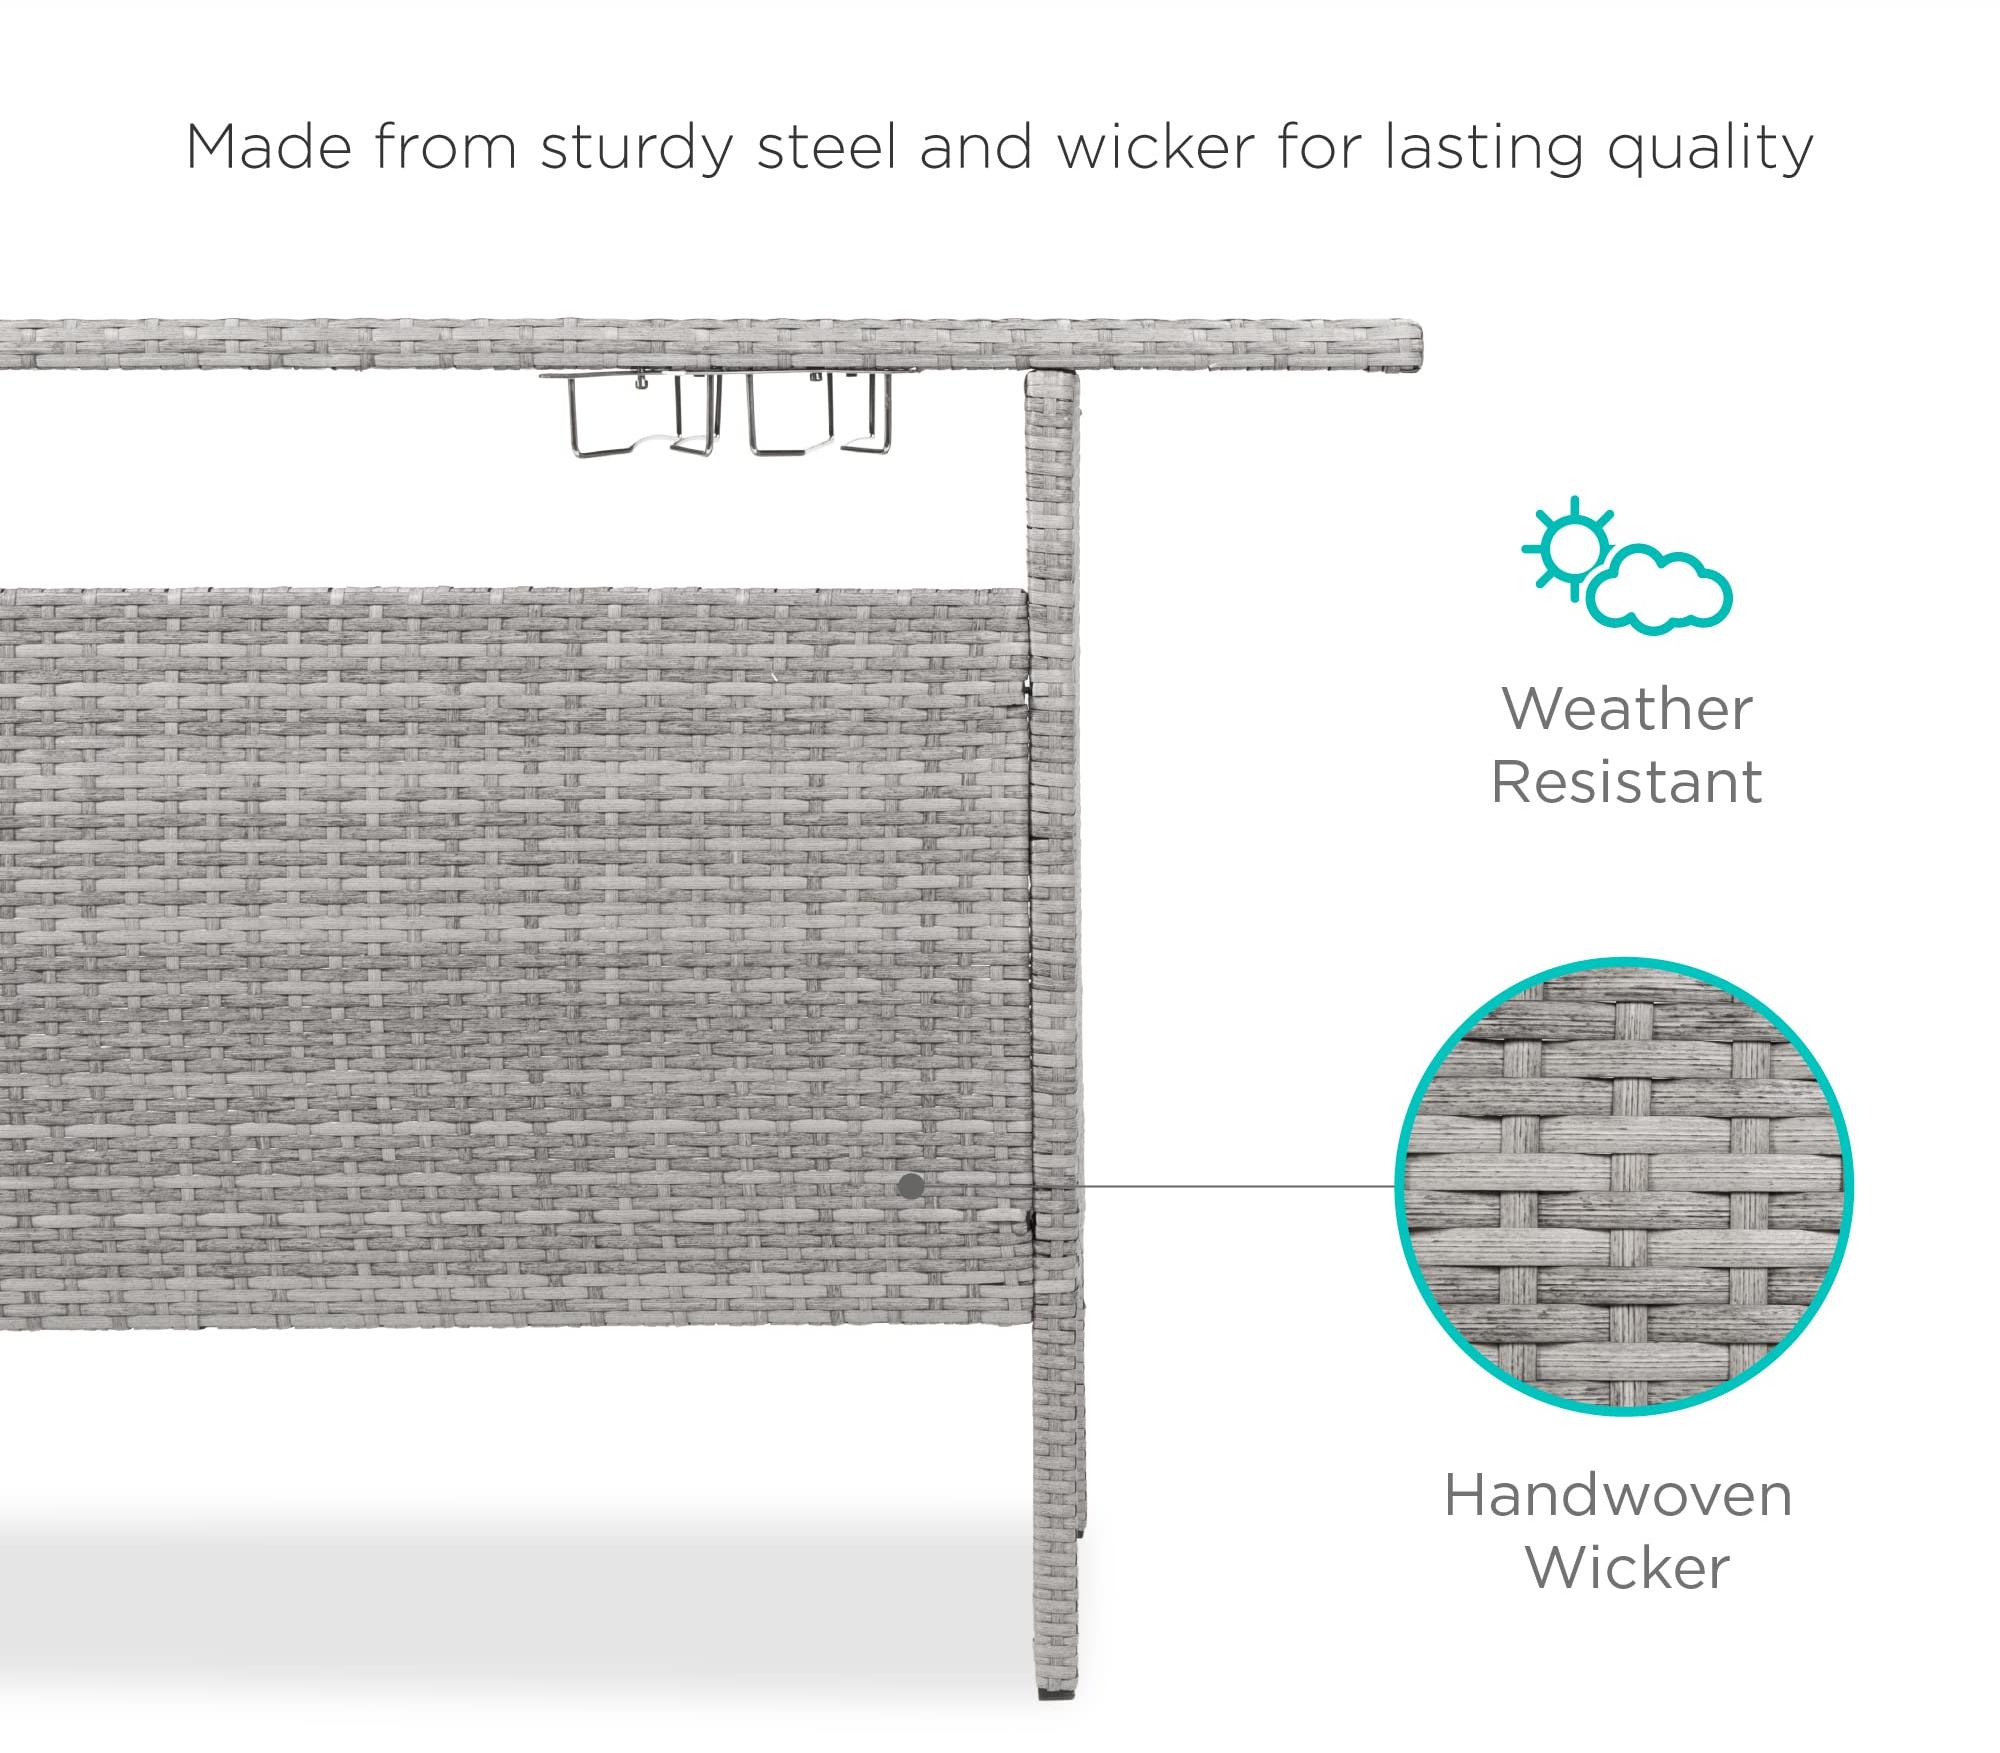 Made from sturdy steel and wicker for lasting quality
Weather
Resistant
Handwoven
Wicker